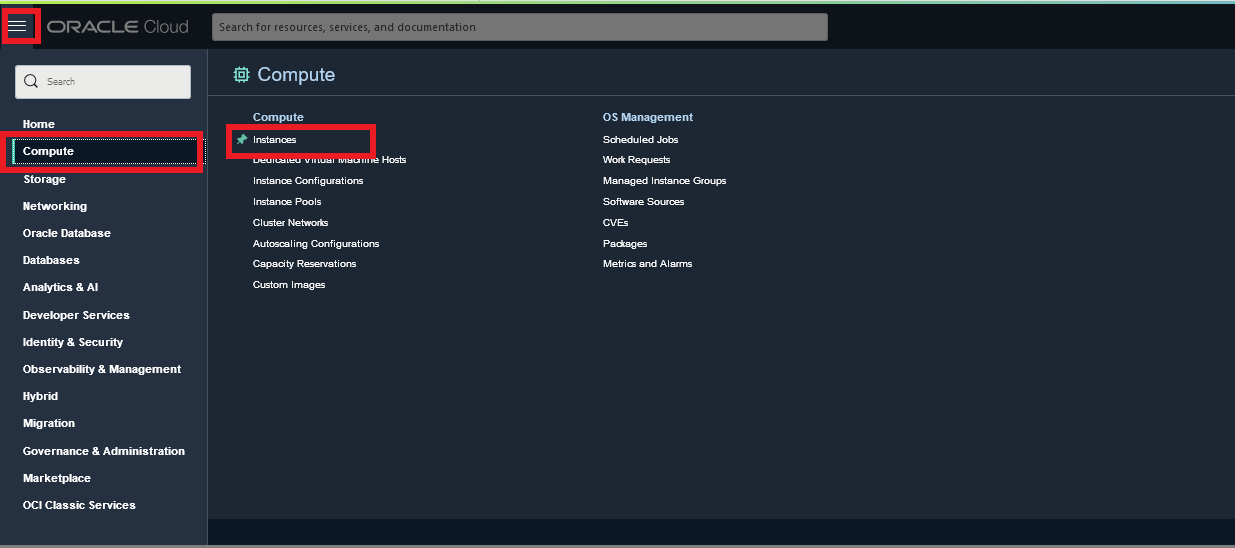 ORACLE Cloud
Search for resources, services, and documentation
Search
Home
Compute
Storage
Networking
Oracle Database
Databases
Analytics & AI
Developer Services
Identity & Security
Observability & Management
Hybrid
Migration
Governance & Administration
Marketplace
OCI Classic Services
Compute
Compute
Instances
Dedicated Virtual Machine Hosts
Instance Configurations
Instance Pools
Cluster Networks
Autoscaling Configurations
Capacity Reservations
Custom Images
OS Management
Scheduled Jobs
Work Requests
Managed Instance Groups
Software Sources
CVEs
Packages
Metrics and Alarms